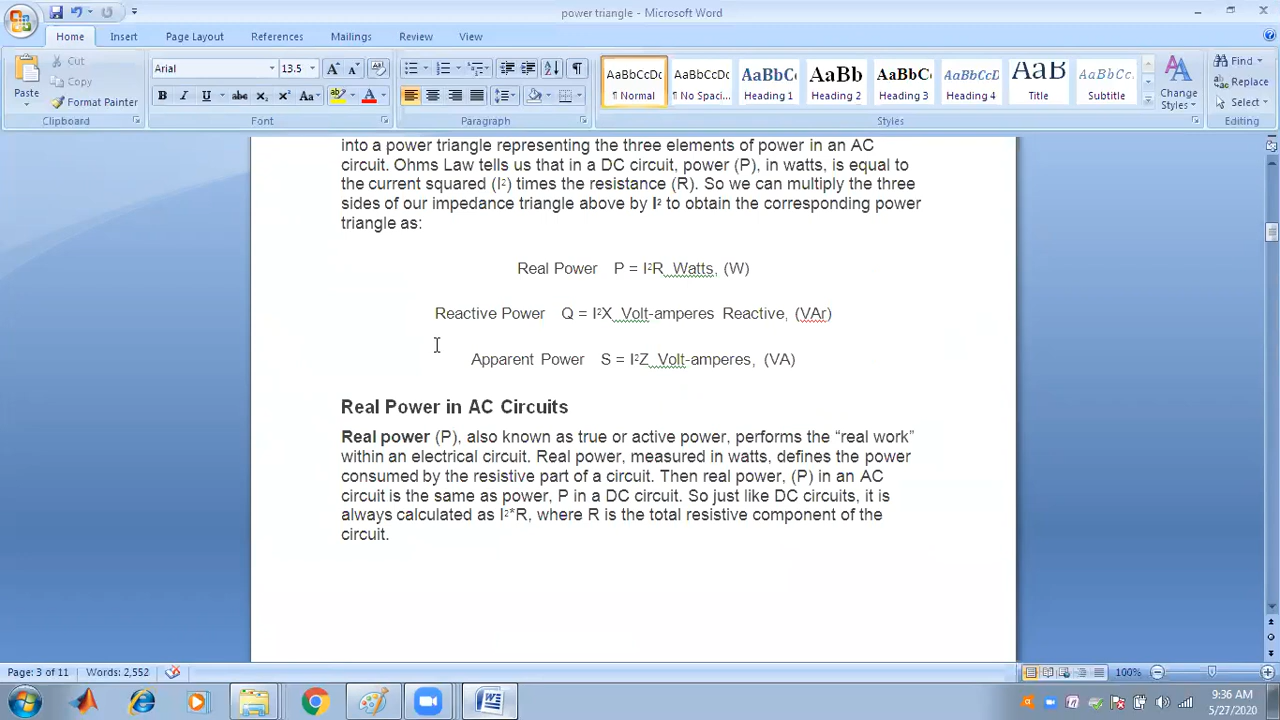 power triangle - Microsoft Word
Home Insert Page Layout References Mailings Review View
Cut
Copy
Format Painter
Paste
Clipboard
Arial 13.5
B I U abc x₂ x² Aa
Font
Paragraph
AaBbCcDc AaBbCcDc AaBbC AaBb AaBbC AaBbCcD AaB AaBbCcDc
¶ Normal ¶ No Spaci... Heading 1 Heading 2 Heading 3 Heading 4 Title Subtitle
Change Styles
Styles
Find
Replace
Select
Editing
into a power triangle representing the three elements of power in an AC
circuit. Ohms Law tells us that in a DC circuit, power (P), in watts, is equal to
the current squared (I²) times the resistance (R). So we can multiply the three
sides of our impedance triangle above by I² to obtain the corresponding power
triangle as:
Real Power P = I²R Watts, (W)
Reactive Power Q = I²X Volt-amperes Reactive, (VAr)
Apparent Power S = I²Z Volt-amperes, (VA)
Real Power in AC Circuits
Real power (P), also known as true or active power, performs the “real work”
within an electrical circuit. Real power, measured in watts, defines the power
consumed by the resistive part of a circuit. Then real power, (P) in an AC
circuit is the same as power, P in a DC circuit. So just like DC circuits, it is
always calculated as I²*R, where R is the total resistive component of the
circuit.
Page: 3 of 11 Words: 2,552 100%
9:36 AM
5/27/2020